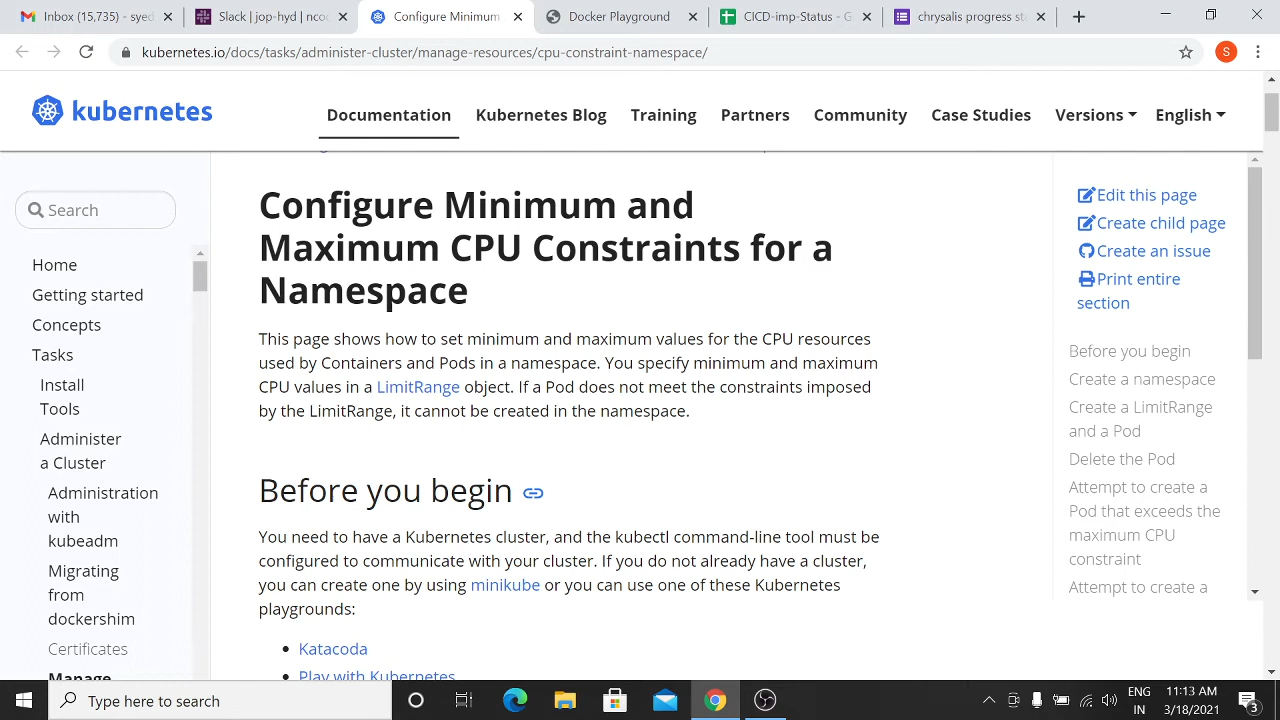 Inbox (15,735) - syed
Slack | jop-hyd | ncod
Configure Minimum
Docker Playground
CICD-imp-Status - G
chrysalis progress sta
kubernetes.io/docs/tasks/administer-cluster/manage-resources/cpu-constraint-namespace/
S
kubernetes
Documentation
Kubernetes Blog
Training
Partners
Community
Case Studies
Versions
English
Search
Home
Getting started
Concepts
Tasks
Install
Tools
Administer
a Cluster
Administration
with
kubeadm
Migrating
from
dockershim
Certificates
Manage
Configure Minimum and
Maximum CPU Constraints for a
Namespace
This page shows how to set minimum and maximum values for the CPU resources
used by Containers and Pods in a namespace. You specify minimum and maximum
CPU values in a LimitRange object. If a Pod does not meet the constraints imposed
by the LimitRange, it cannot be created in the namespace.
Before you begin
You need to have a Kubernetes cluster, and the kubectl command-line tool must be
configured to communicate with your cluster. If you do not already have a cluster,
you can create one by using minikube or you can use one of these Kubernetes
playgrounds:
Katacoda
Play with Kubernetes
Edit this page
Create child page
Create an issue
Print entire
section
Before you begin
Create a namespace
Create a LimitRange
and a Pod
Delete the Pod
Attempt to create a
Pod that exceeds the
maximum CPU
constraint
Attempt to create a
Type here to search
ENG
IN
11:13 AM
3/18/2021
3